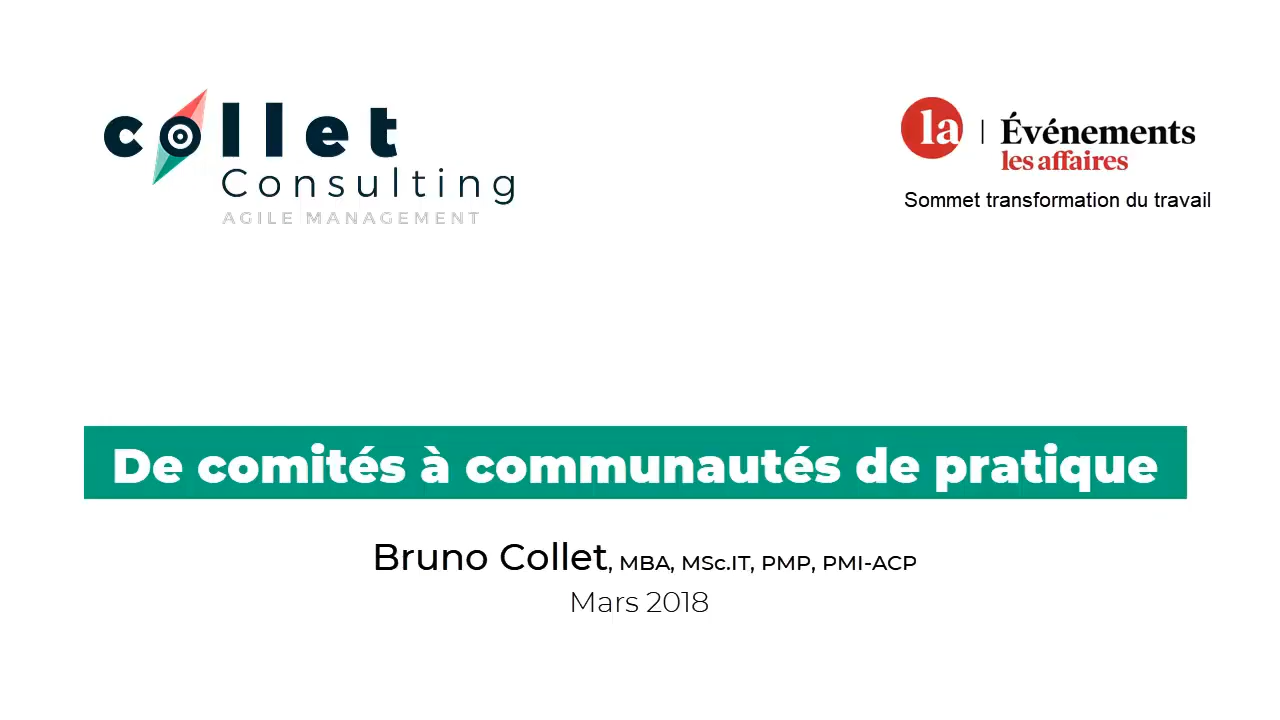 collet
Consulting
AGILE MANAGEMENT
la | Événements
les affaires
Sommet transformation du travail
De comités à communautés de pratique
Bruno Collet, MBA, MSc.IT, PMP, PMI-ACP
Mars 2018